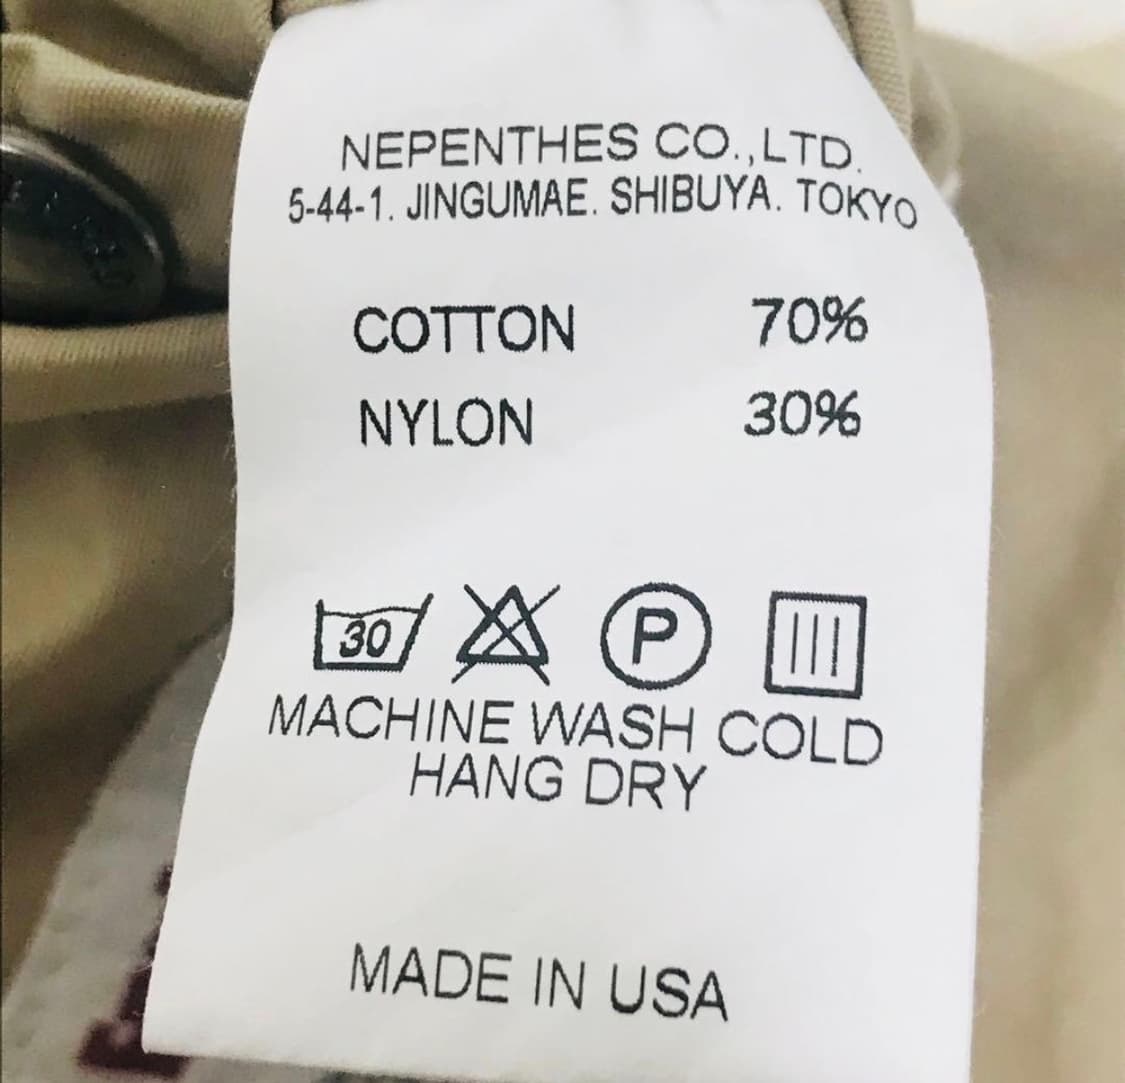 NEPENTHES CO.,LTD.
5-44-1. JINGUMAE. SHIBUYA. TOKYO
COTTON 70%
NYLON 30%
30 P
MACHINE WASH COLD
HANG DRY
MADE IN USA